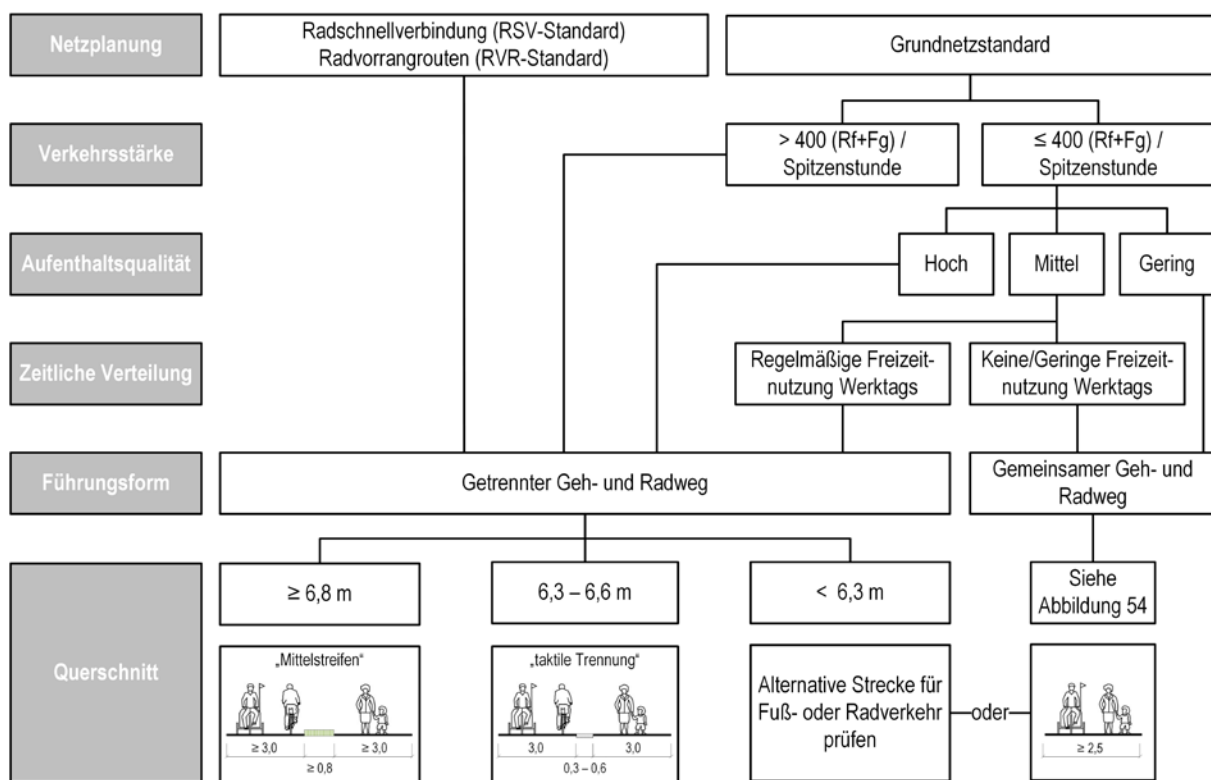 Netzplanung
Radschnellverbindung (RSV-Standard)
Radvorrangrouten (RVR-Standard)
Grundnetzstandard
Verkehrsstärke
> 400 (Rf+Fg) /
Spitzenstunde
≤ 400 (Rf+Fg) /
Spitzenstunde
Aufenthaltsqualität
Hoch
Mittel
Gering
Zeitliche Verteilung
Regelmäßige Freizeit-
nutzung Werktags
Keine/Geringe Freizeit-
nutzung Werktags
Führungsform
Getrennter Geh- und Radweg
Gemeinsamer Geh- und
Radweg
Querschnitt
≥ 6,8 m
6,3 – 6,6 m
< 6,3 m
Siehe
Abbildung 54
„Mittelstreifen“
≥ 3,0
≥ 3,0
≥ 0,8
„taktile Trennung“
3,0
3,0
0,3 – 0,6
Alternative Strecke für
Fuß- oder Radverkehr
prüfen
oder
≥ 2,5